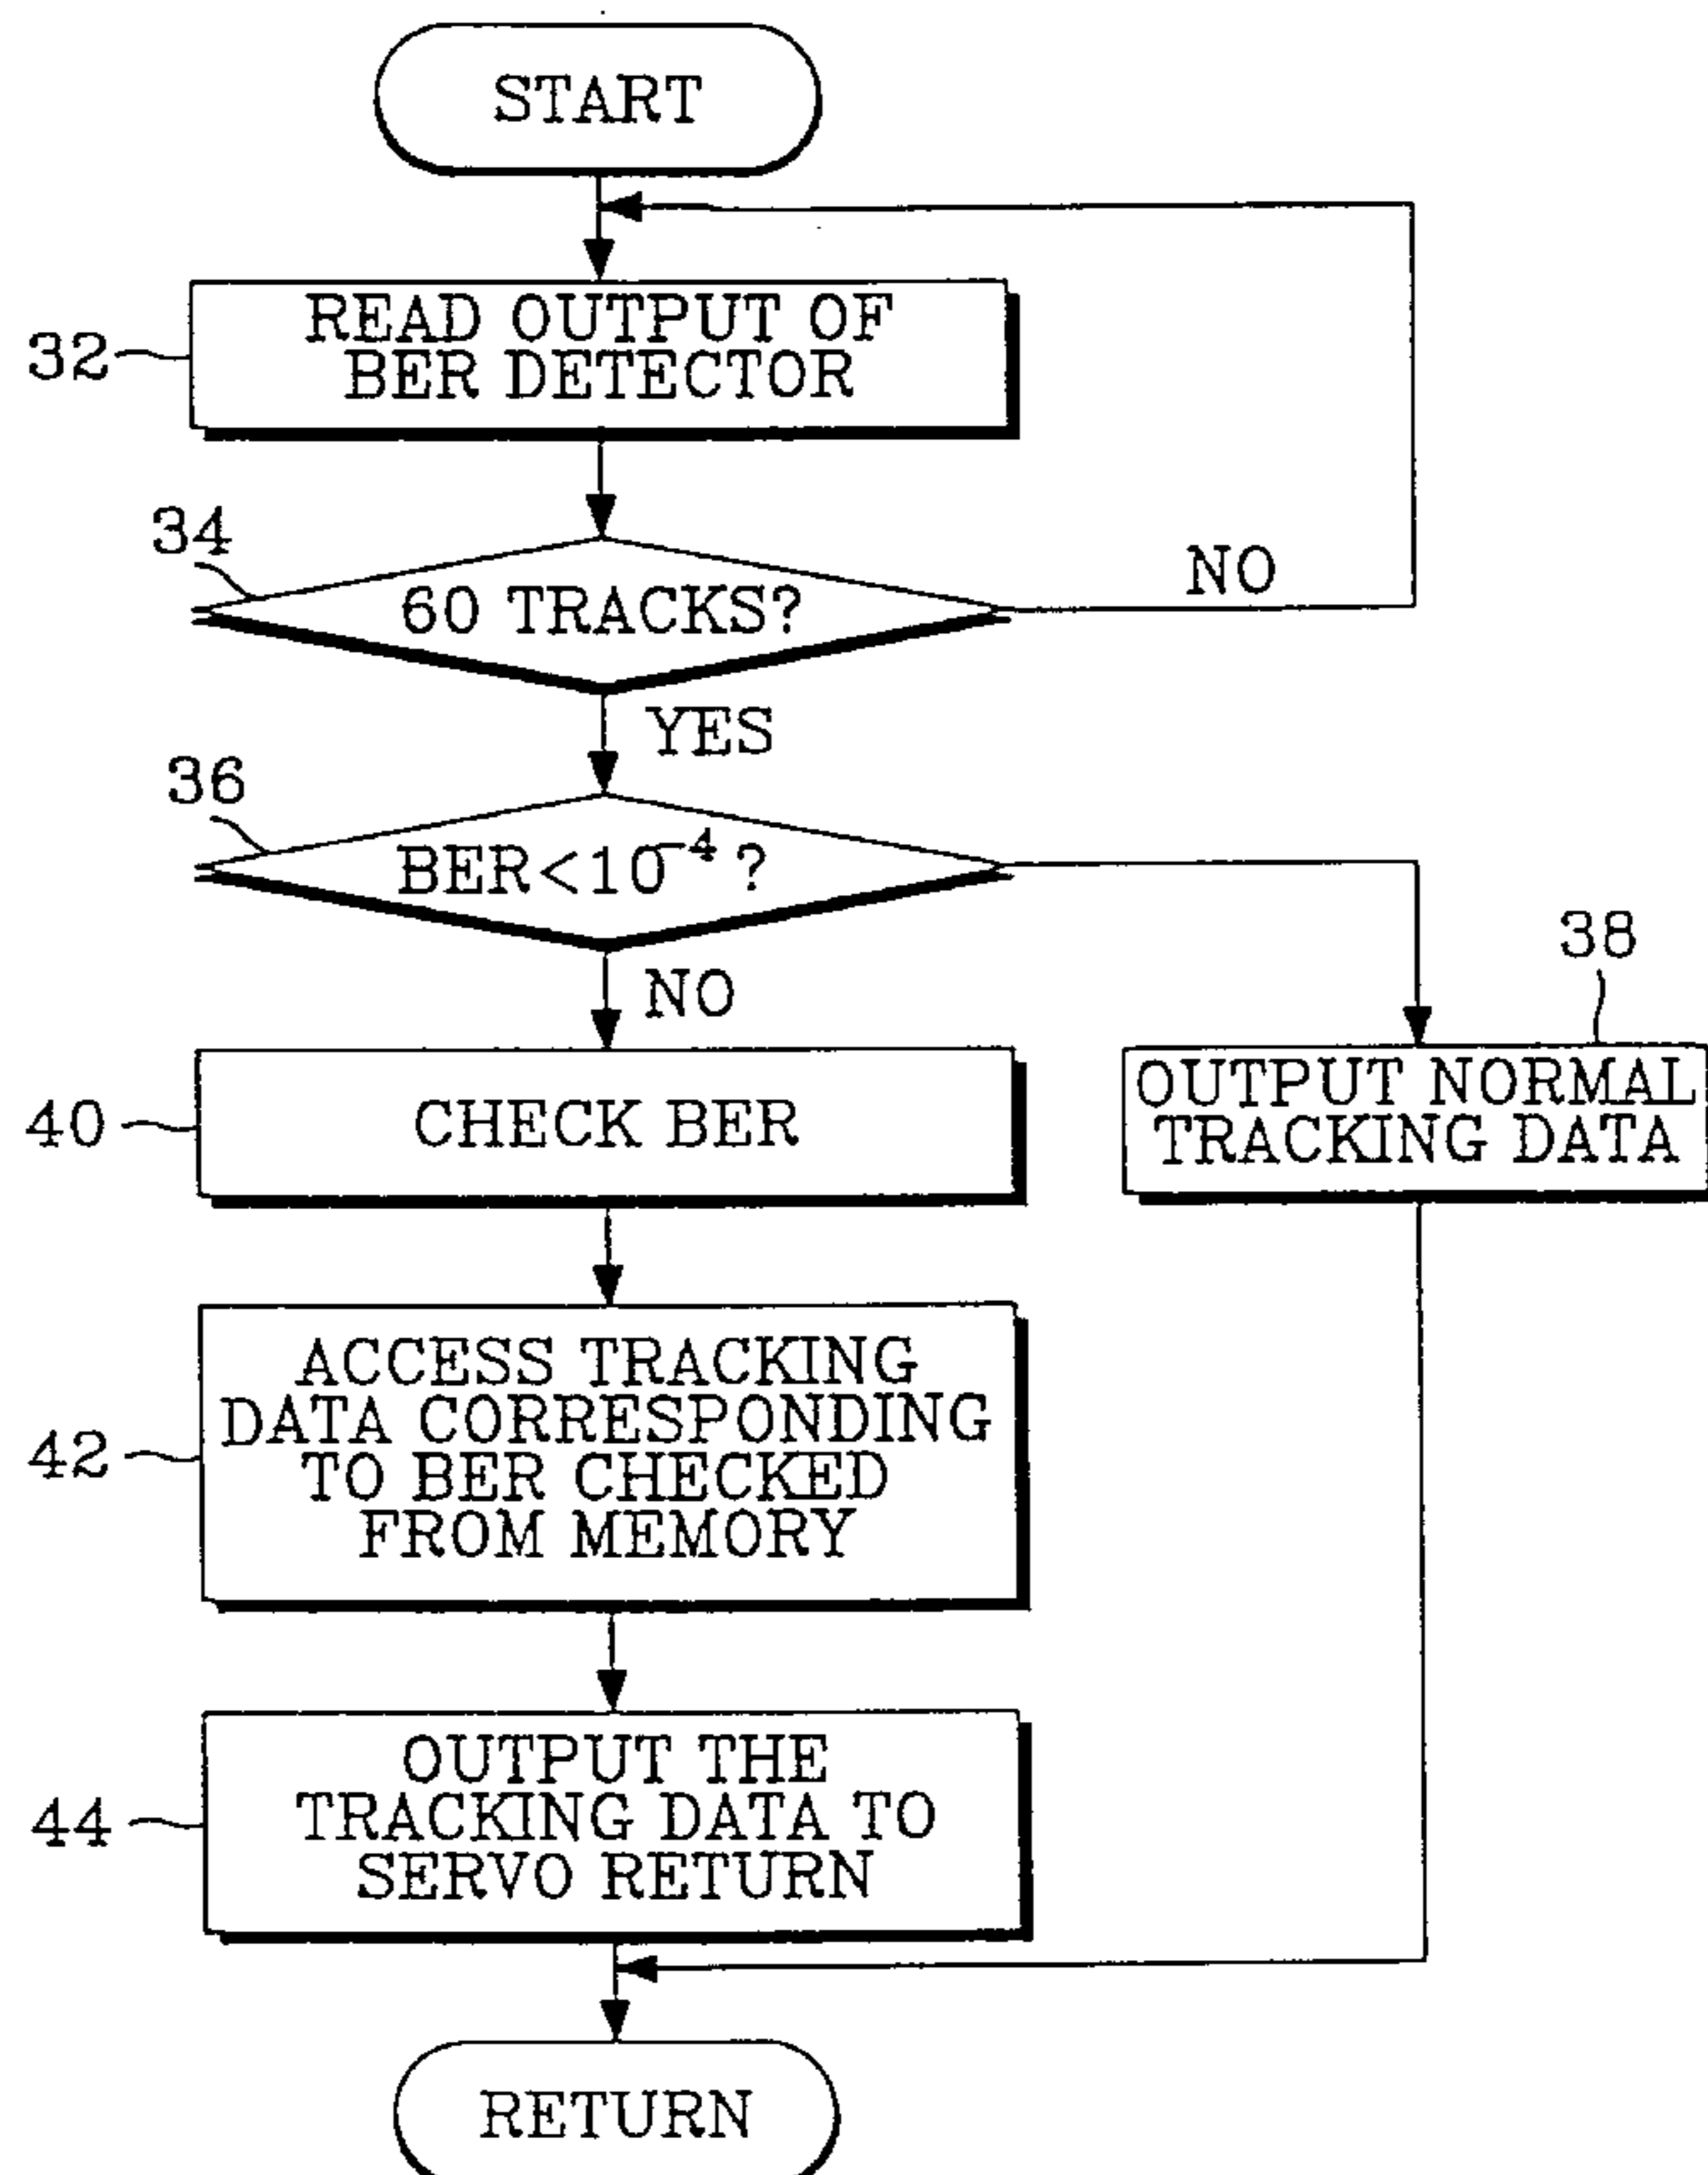 START
32
READ OUTPUT OF
BER DETECTOR
34
60 TRACKS?
NO
YES
36
BER<10⁻⁴?
NO
38
OUTPUT NORMAL
TRACKING DATA
40
CHECK BER
42
ACCESS TRACKING
DATA CORRESPONDING
TO BER CHECKED
FROM MEMORY
44
OUTPUT THE
TRACKING DATA TO
SERVO RETURN
RETURN